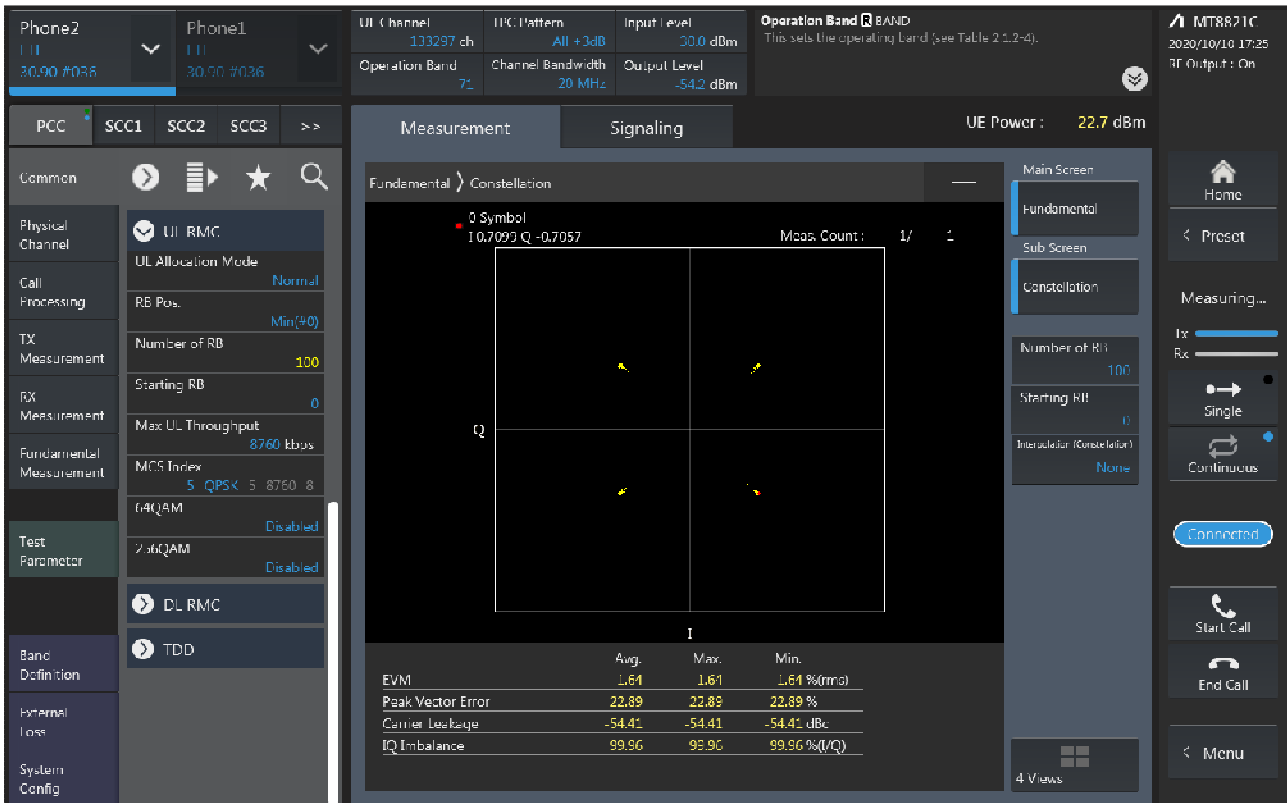 Phone2
LTE
30.90 #036
Phone1
LTE
30.90 #036
UE Channel
133297 ch
TPC Pattern
All +3dB
Input Level
30.0 dBm
Operation Band
71
Channel Bandwidth
20 MHz
Output Level
-54.2 dBm
Operation Band R BAND
This sets the operating band (see Table 2.1.2-4).
MT8821C
2020/10/10 17:25
RF Output : On
PCC
SCC1
SCC2
SCC3
>>
Measurement
Signaling
UE Power : 22.7 dBm
Common
Physical
Channel
Call
Processing
TX
Measurement
RX
Measurement
Fundamental
Measurement
Test
Parameter
Band
Definition
External
Loss
System
Config
UL RMC
UL Allocation Mode
Normal
RB Pos.
Min(#0)
Number of RB
100
Starting RB
0
Max UL Throughput
8760 kbps
MCS Index
5 QPSK 5 8760 8
64QAM
Disabled
256QAM
Disabled
DL RMC
TDD
Fundamental
Constellation
0 Symbol
I 0.7099 Q -0.7057
Meas. Count : 1/ 1
Q
I
Avg. Max. Min.
EVM 1.64 1.64 1.64 %(rms)
Peak Vector Error 22.89 22.89 22.89 %
Carrier Leakage -54.41 -54.41 -54.41 dBc
IQ Imbalance 99.96 99.96 99.96 %(I/Q)
Main Screen
Fundamental
Sub Screen
Constellation
Number of RB
100
Starting RB
0
Interpolation (Constellation)
None
4 Views
Home
Preset
Measuring...
Tx
Rx
Single
Continuous
Connected
Start Call
End Call
Menu